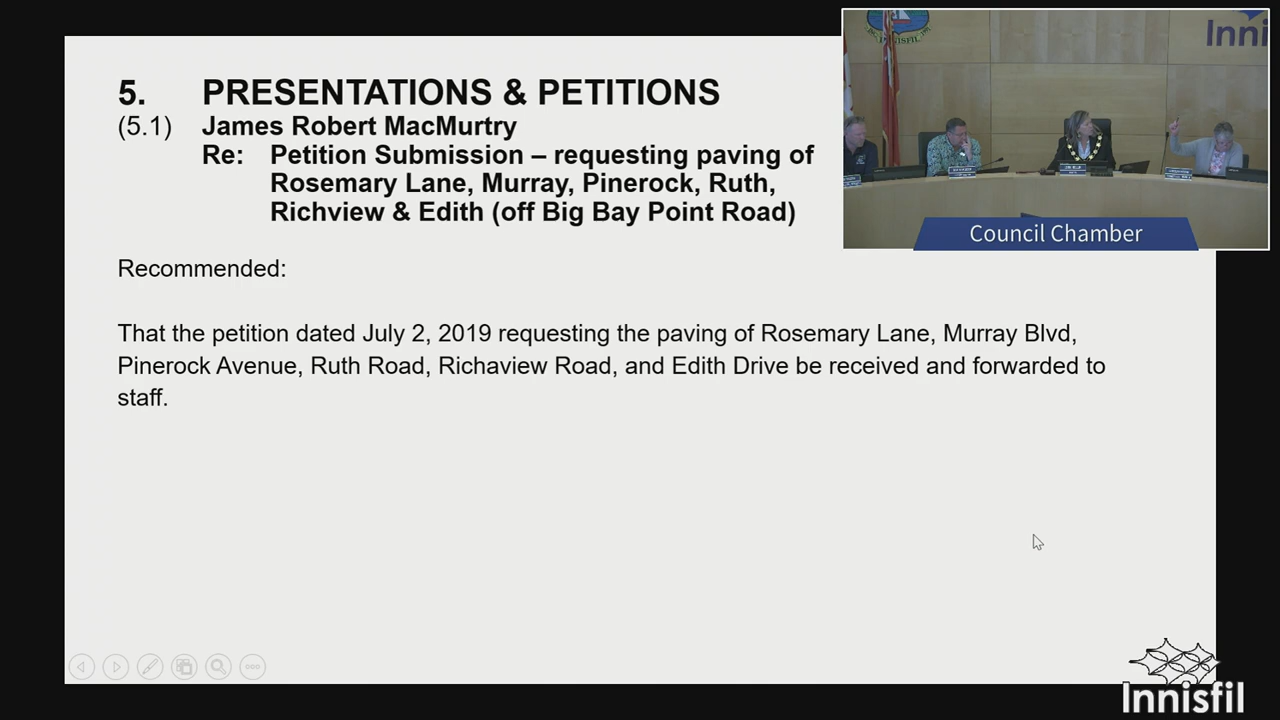 5. PRESENTATIONS & PETITIONS
(5.1) James Robert MacMurtry
Re: Petition Submission – requesting paving of
Rosemary Lane, Murray, Pinerock, Ruth,
Richview & Edith (off Big Bay Point Road)
Recommended:
That the petition dated July 2, 2019 requesting the paving of Rosemary Lane, Murray Blvd,
Pinerock Avenue, Ruth Road, Richaview Road, and Edith Drive be received and forwarded to
staff.
INNISFIL
Inni
Council Chamber
Innisfil